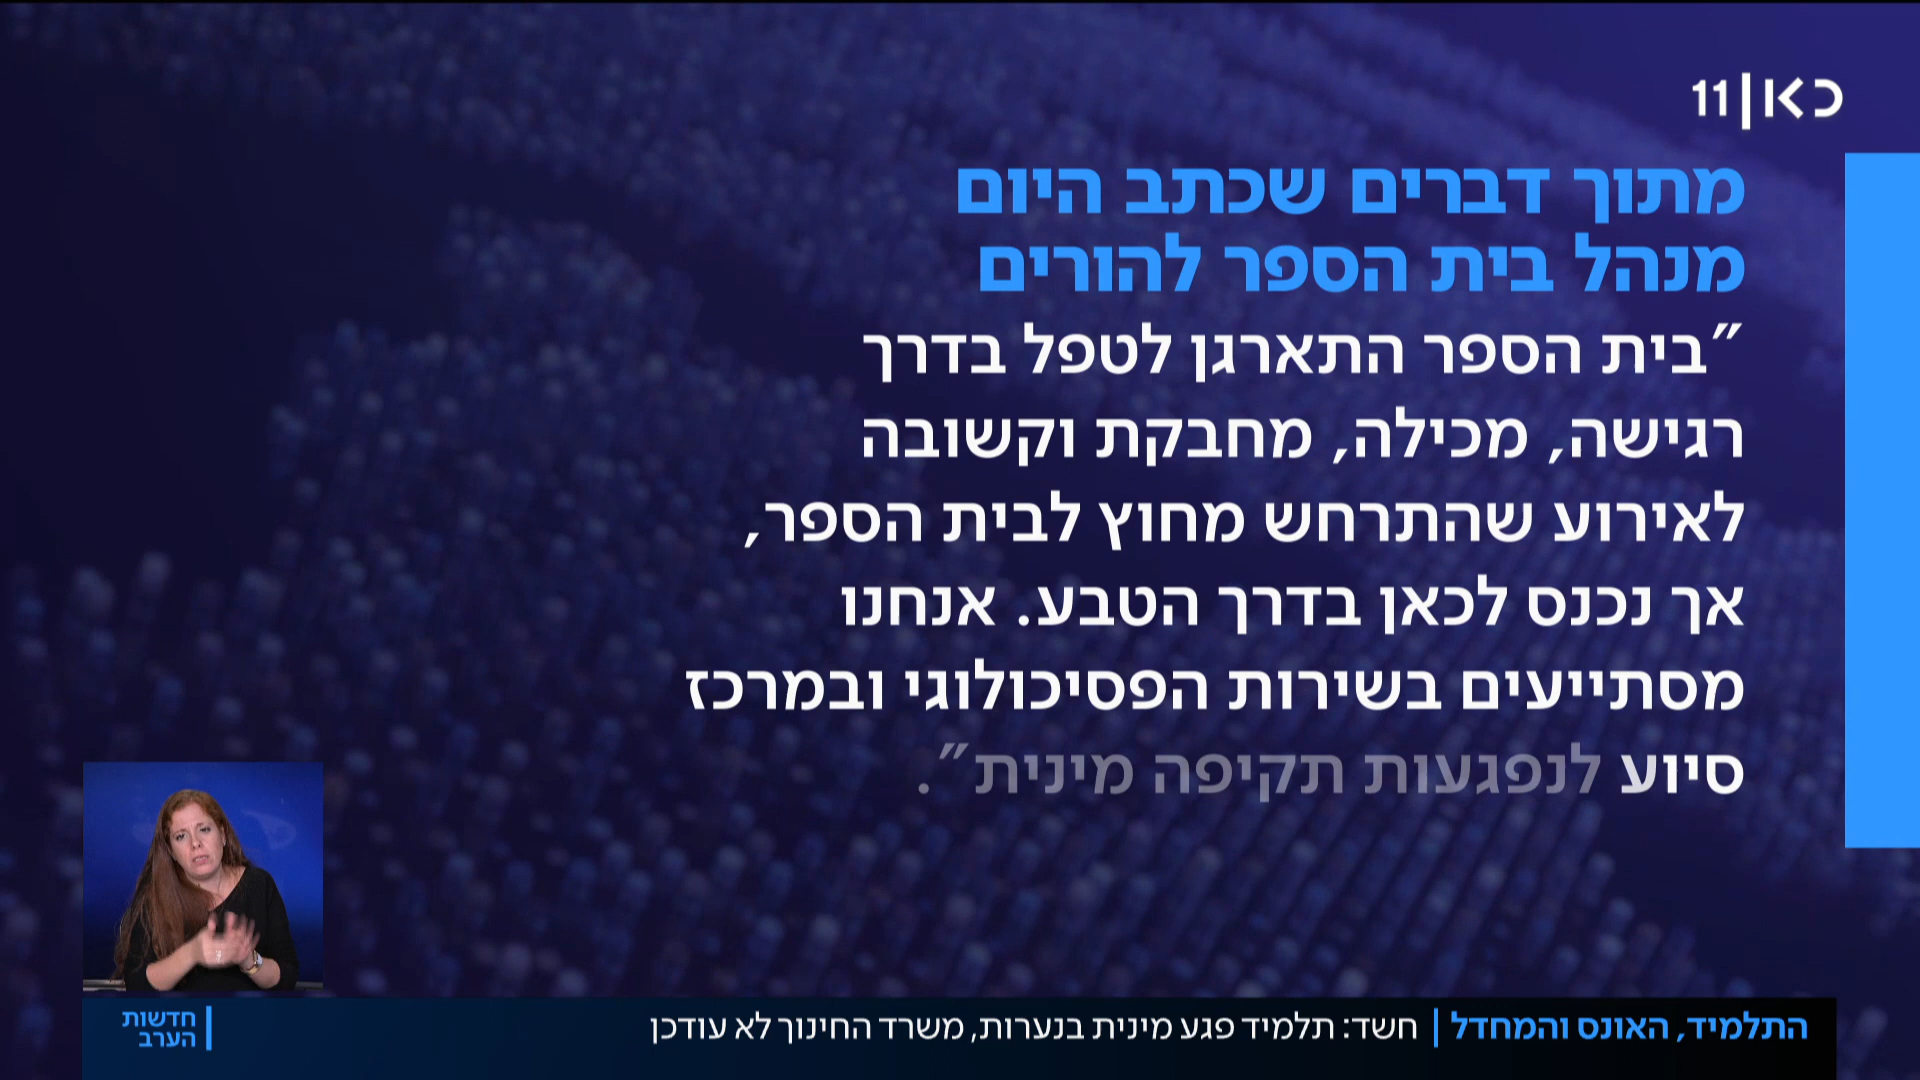 כאן|11
מתוך דברים שכתב היום
מנהל בית הספר להורים
"בית הספר התארגן לטפל בדרך
רגישה, מכילה, מחבקת וקשובה
לאירוע שהתרחש מחוץ לבית הספר,
אך נכנס לכאן בדרך הטבע. אנחנו
מסתייעים בשירות הפסיכולוגי ובמרכז
סיוע לנפגעות תקיפה מינית".
התלמיד, האונס והמחדל | חשד: תלמיד פגע מינית בנערות, משרד החינוך לא עודכן
חדשות
הערב